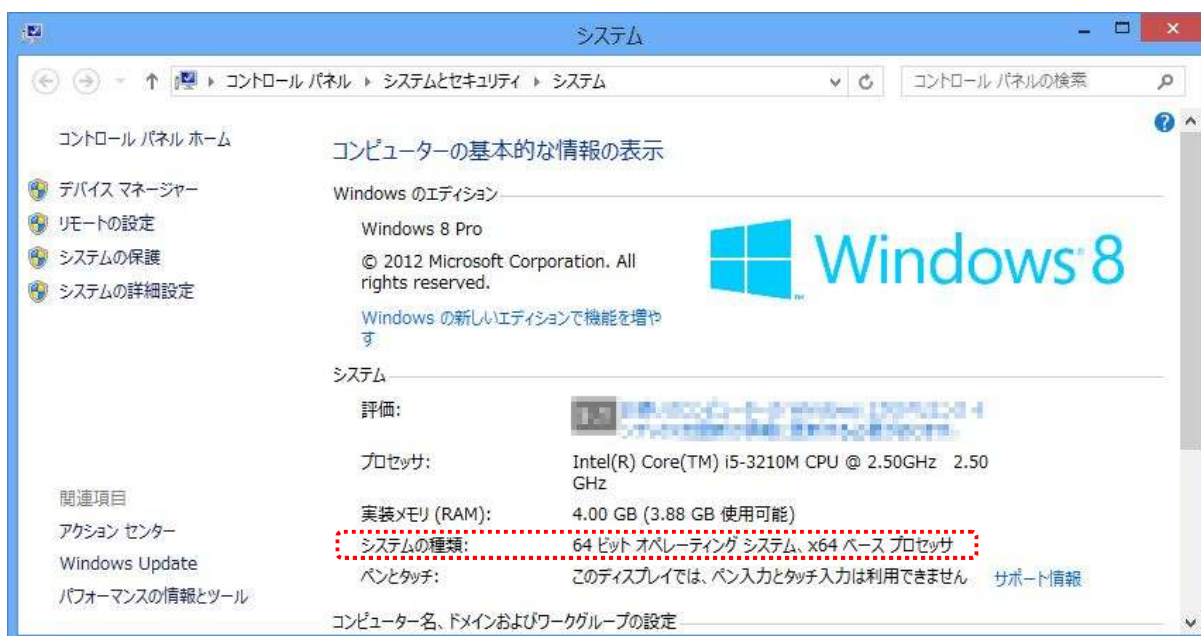 システム
コントロール パネル ▸ システムとセキュリティ ▸ システム
コントロール パネルの検索
コントロール パネル ホーム
デバイス マネージャー
リモートの設定
システムの保護
システムの詳細設定
関連項目
アクション センター
Windows Update
パフォーマンスの情報とツール
コンピューターの基本的な情報の表示
Windows のエディション
Windows 8 Pro
© 2012 Microsoft Corporation. All
rights reserved.
Windows の新しいエディションで機能を増や
す
Windows 8
システム
評価:
プロセッサ: Intel(R) Core(TM) i5-3210M CPU @ 2.50GHz 2.50
GHz
実装メモリ (RAM): 4.00 GB (3.88 GB 使用可能)
システムの種類: 64 ビット オペレーティング システム、x64 ベース プロセッサ
ペンとタッチ: このディスプレイでは、ペン入力とタッチ入力は利用できません サポート情報
コンピューター名、ドメインおよびワークグループの設定